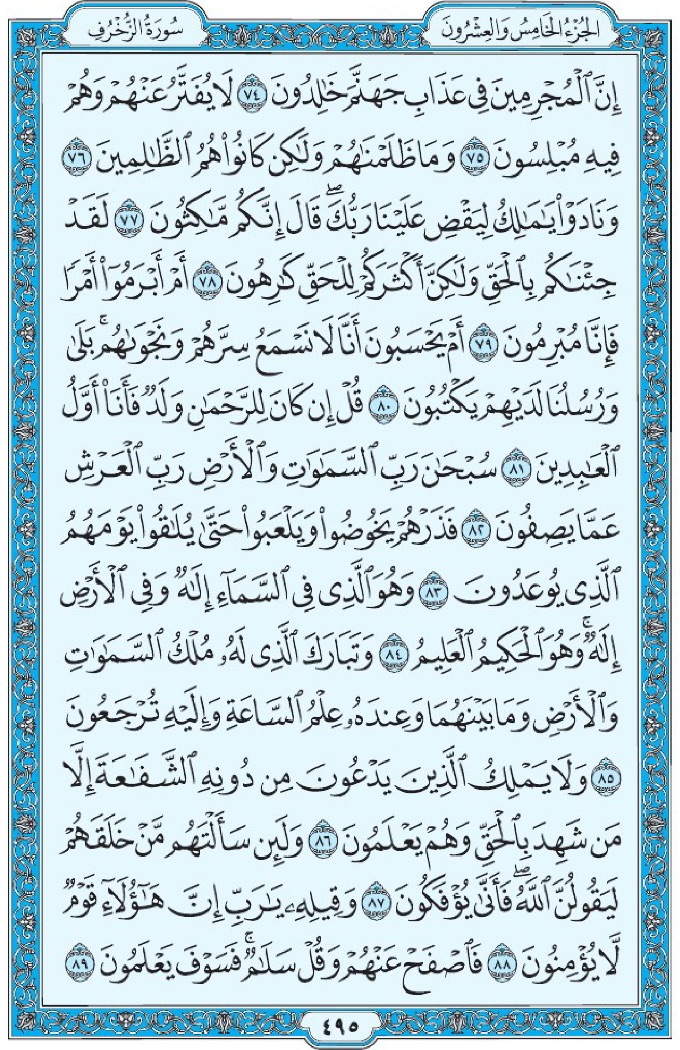 الجُزْءُ الخَامِسُ وَالعِشْرُونَ
سُورَةُ الزُّخْرُفِ
إِنَّ ٱلْمُجْرِمِينَ فِي عَذَابِ جَهَنَّمَ خَٰلِدُونَ ٧٤ لَا يُفَتَّرُ عَنْهُمْ وَهُمْ
فِيهِ مُبْلِسُونَ ٧٥ وَمَا ظَلَمْنَٰهُمْ وَلَٰكِن كَانُوا۟ هُمُ ٱلظَّٰلِمِينَ ٧٦
وَنَادَوْا۟ يَٰمَٰلِكُ لِيَقْضِ عَلَيْنَا رَبُّكَ ۖ قَالَ إِنَّكُم مَّٰكِثُونَ ٧٧ لَقَدْ
جِئْنَٰكُم بِٱلْحَقِّ وَلَٰكِنَّ أَكْثَرَكُمْ لِلْحَقِّ كَٰرِهُونَ ٧٨ أَمْ أَبْرَمُوٓا۟ أَمْرًا
فَإِنَّا مُبْرِمُونَ ٧٩ أَمْ يَحْسَبُونَ أَنَّا لَا نَسْمَعُ سِرَّهُمْ وَنَجْوَىٰهُم ۚ بَلَىٰ
وَرُسُلُنَا لَدَيْهِمْ يَكْتُبُونَ ٨٠ قُلْ إِن كَانَ لِلرَّحْمَٰنِ وَلَدٌ فَأَنَا۠ أَوَّلُ
ٱلْعَٰبِدِينَ ٨١ سُبْحَٰنَ رَبِّ ٱلسَّمَٰوَٰتِ وَٱلْأَرْضِ رَبِّ ٱلْعَرْشِ
عَمَّا يَصِفُونَ ٨٢ فَذَرْهُمْ يَخُوضُوا۟ وَيَلْعَبُوا۟ حَتَّىٰ يُلَٰقُوا۟ يَوْمَهُمُ
ٱلَّذِي يُوعَدُونَ ٨٣ وَهُوَ ٱلَّذِي فِي ٱلسَّمَآءِ إِلَٰهٌ وَفِي ٱلْأَرْضِ
إِلَٰهٌ ۚ وَهُوَ ٱلْحَكِيمُ ٱلْعَلِيمُ ٨٤ وَتَبَارَكَ ٱلَّذِي لَهُۥ مُلْكُ ٱلسَّمَٰوَٰتِ
وَٱلْأَرْضِ وَمَا بَيْنَهُمَا وَعِندَهُۥ عِلْمُ ٱلسَّاعَةِ وَإِلَيْهِ تُرْجَعُونَ
٨٥ وَلَا يَمْلِكُ ٱلَّذِينَ يَدْعُونَ مِن دُونِهِ ٱلشَّفَٰعَةَ إِلَّا
مَن شَهِدَ بِٱلْحَقِّ وَهُمْ يَعْلَمُونَ ٨٦ وَلَئِن سَأَلْتَهُم مَّنْ خَلَقَهُمْ
لَيَقُولُنَّ ٱللَّهُ ۖ فَأَنَّىٰ يُؤْفَكُونَ ٨٧ وَقِيلِهِۦ يَٰرَبِّ إِنَّ هَٰٓؤُلَآءِ قَوْمٌ
لَّا يُؤْمِنُونَ ٨٨ فَٱصْفَحْ عَنْهُمْ وَقُلْ سَلَٰمٌ ۚ فَسَوْفَ يَعْلَمُونَ ٨٩
٤٩٥